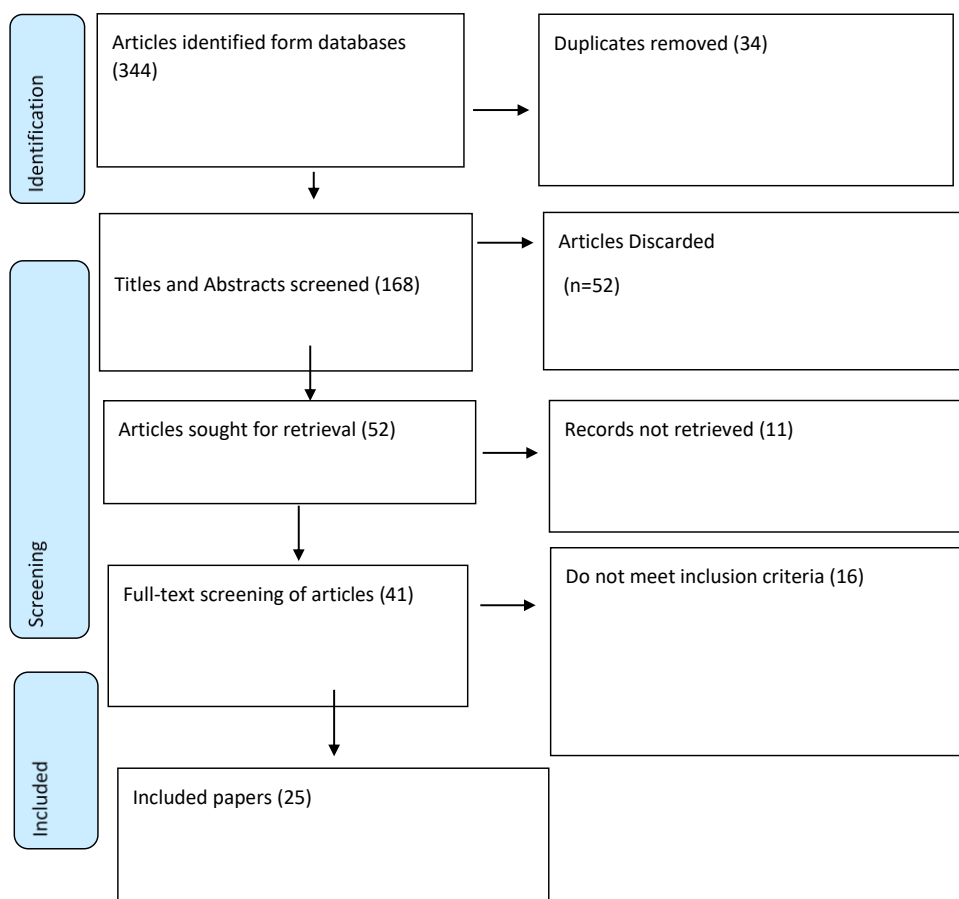 Identification
Articles identified form databases
(344)
Duplicates removed (34)
Screening
Titles and Abstracts screened (168)
Articles Discarded
(n=52)
Articles sought for retrieval (52)
Records not retrieved (11)
Full-text screening of articles (41)
Do not meet inclusion criteria (16)
Included
Included papers (25)